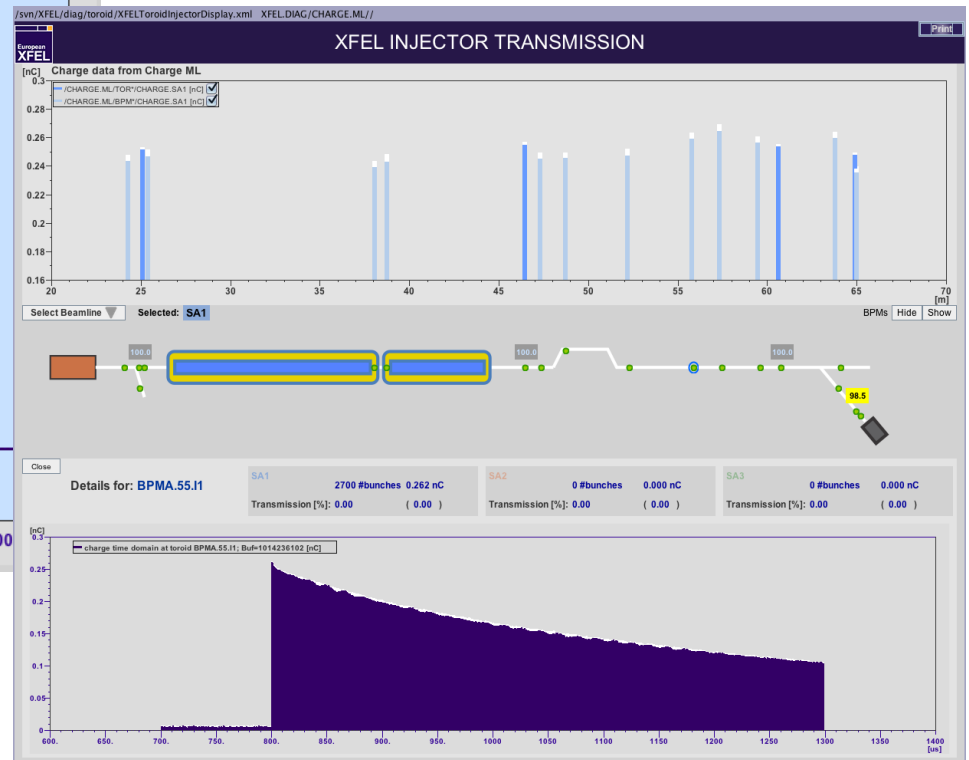 /svn/XFEL/diag/toroid/XFELToroidInjectorDisplay.xml XFEL.DIAG/CHARGE.ML//
European
XFEL
XFEL INJECTOR TRANSMISSION
Print
[nC] Charge data from Charge ML
/CHARGE.ML/TOR*/CHARGE.SA1 [nC]
/CHARGE.ML/BPM*/CHARGE.SA1 [nC]
0.3
0.28
0.26
0.24
0.22
0.2
0.18
0.16
20 25 30 35 40 45 50 55 60 65 70
[m]
Select Beamline Selected: SA1 BPMs Hide Show
100.0 100.0 100.0
98.5
Close
Details for: BPMA.55.I1
SA1
2700 #bunches 0.262 nC
Transmission [%]: 0.00 ( 0.00 )
SA2
0 #bunches 0.000 nC
Transmission [%]: 0.00 ( 0.00 )
SA3
0 #bunches 0.000 nC
Transmission [%]: 0.00 ( 0.00 )
00
[nC]
charge time domain at toroid BPMA.55.I1; Buf=1014236102 [nC]
0.3
0.25
0.2
0.15
0.1
0.05
0
600. 650. 700. 750. 800. 850. 900. 950. 1000 1050 1100 1150 1200 1250 1300 1350 1400
[us]